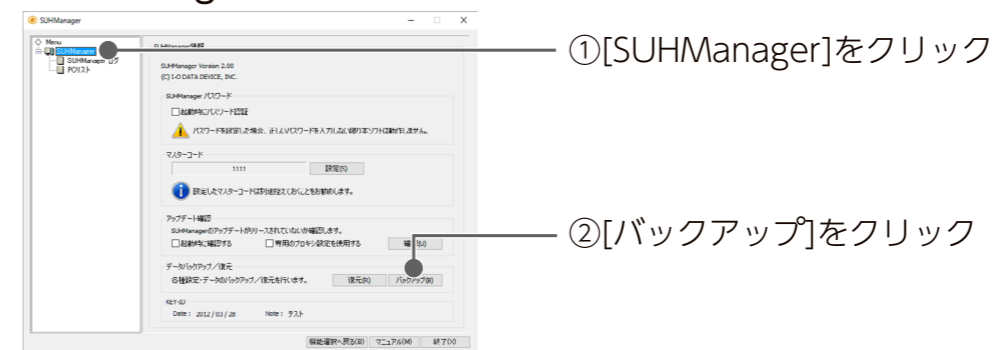 SUHManager
Menu
SUHManager
SUHManager ログ
PCリスト
SUHManager情報
SUHManager Version 2.00
(C) I-O DATA DEVICE, INC.
SUHManager パスワード
起動時にパスワード認証
パスワードを設定した場合、正しいパスワードを入力しない限り本ソフトは動作しません。
マスターコード
1111 設定(S)
設定したマスターコードは別途控えておくことをお勧めします。
アップデート確認
SUHManagerのアップデートがリリースされていないか確認します。
起動時に確認する 専用のプロキシ設定を使用する
データバックアップ／復元
各種設定・データのバックアップ／復元を行います。 復元(R) バックアップ(B)
KEY-ID
Date : 2012 / 03 / 28 Note : テスト
機能選択へ戻る(B) マニュアル(M) 終了(X)
①[SUHManager]をクリック
②[バックアップ]をクリック